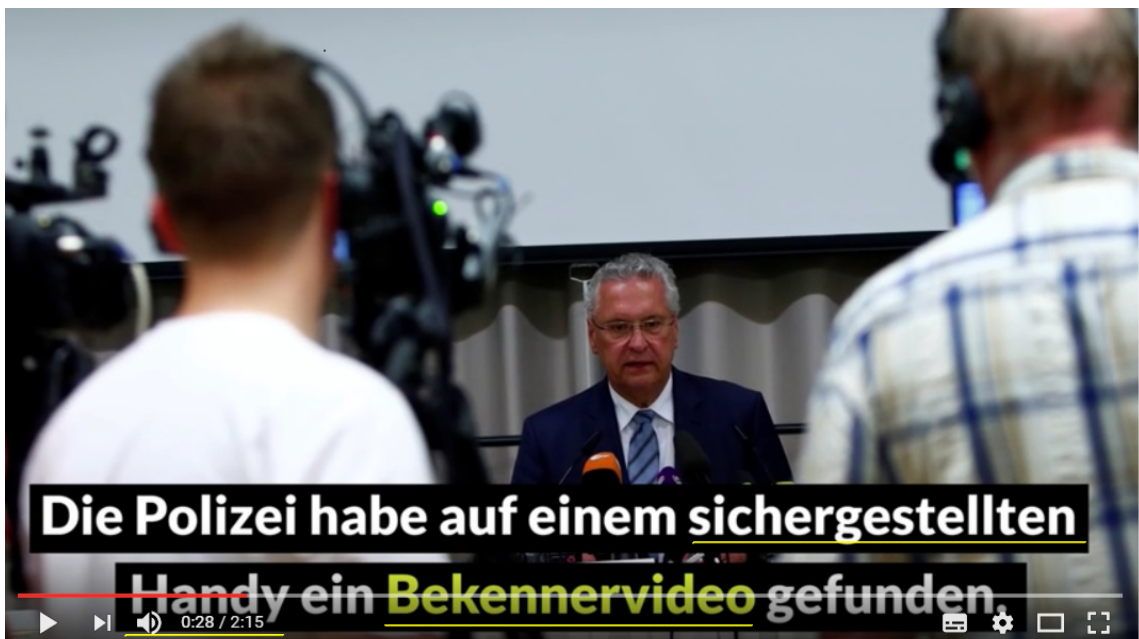 Die Polizei habe auf einem sichergestellten
Handy ein Bekennervideo gefunden.
0:28 / 2:15